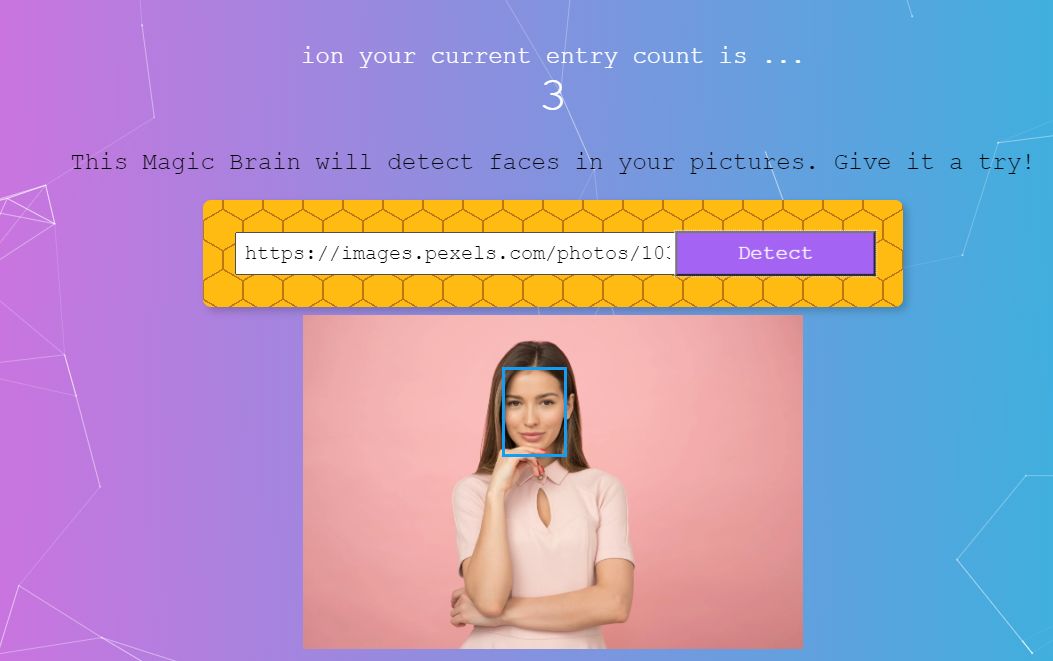 ion your current entry count is ...
3
This Magic Brain will detect faces in your pictures. Give it a try!
https://images.pexels.com/photos/10
Detect